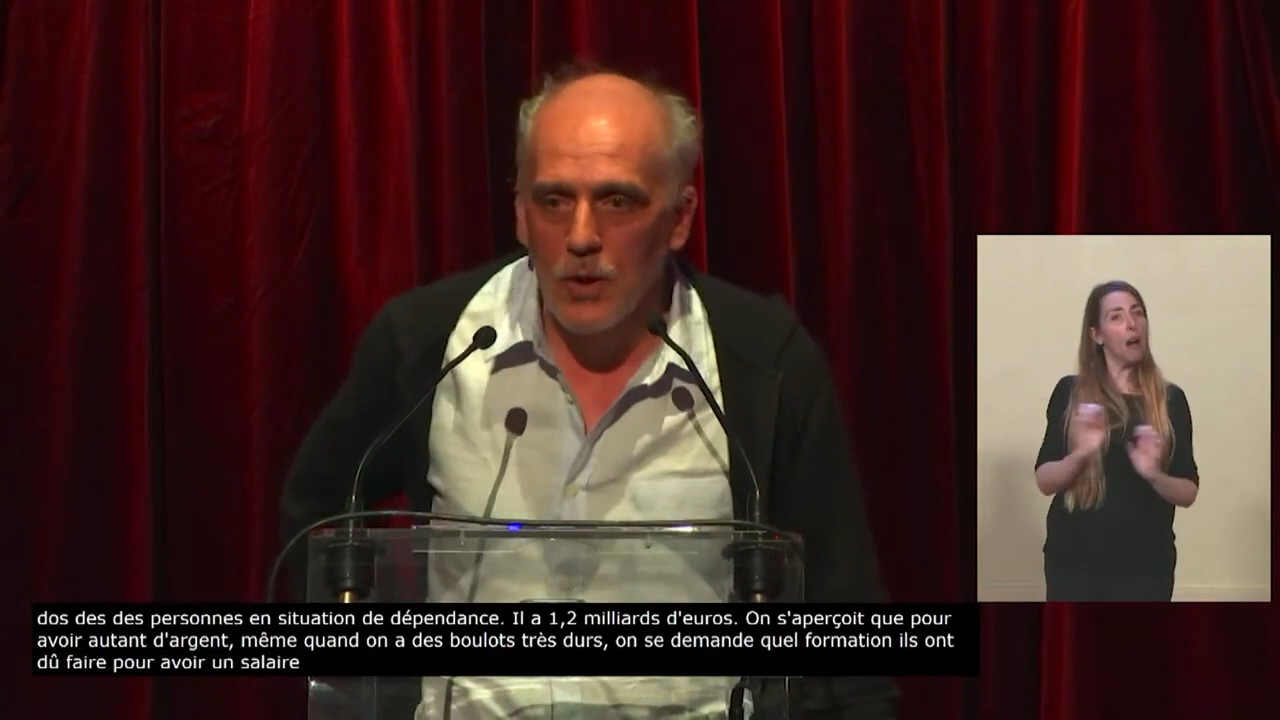 dos des des personnes en situation de dépendance. Il a 1,2 milliards d'euros. On s'aperçoit que pour
avoir autant d'argent, même quand on a des boulots très durs, on se demande quel formation ils ont
dû faire pour avoir un salaire